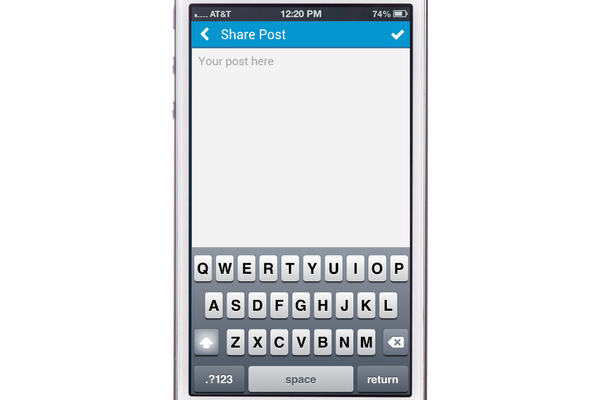 AT&T 12:20 PM 74%
Share Post
Your post here
Q W E R T Y U I O P
A S D F G H J K L
Z X C V B N M
.?123 space return